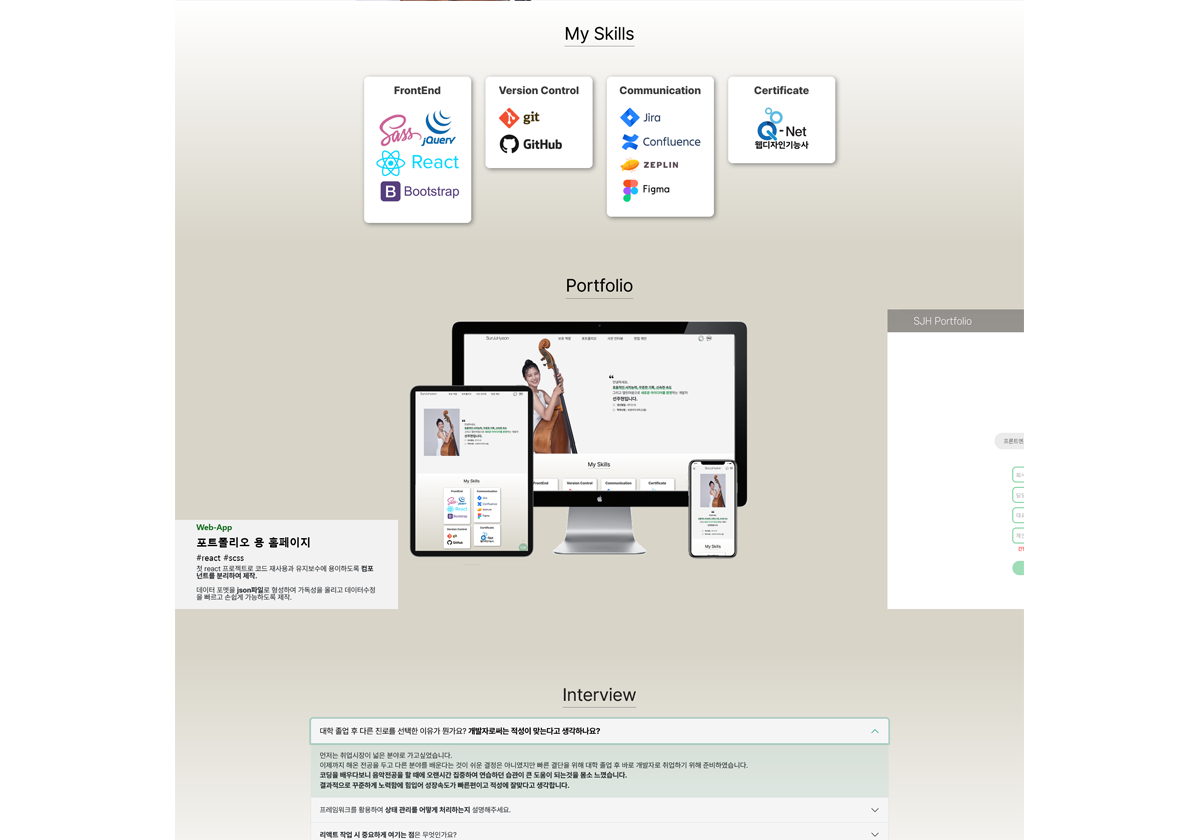 My Skills
FrontEnd
Sass
jQuery
React
B Bootstrap
Version Control
git
GitHub
Communication
Jira
Confluence
ZEPLIN
Figma
Certificate
Q-Net
웹디자인기능사
Portfolio
SJH Portfolio
My Skills
FrontEnd
Version Control
Communication
Certificate
My Skills
FrontEnd
Communication
Version Control
Certificate
My Skills
Web-App
포트폴리오 용 홈페이지
#react #scss
첫 react 프로젝트로 코드 재사용과 유지보수에 용이하도록 컴포
넌트를 분리하여 제작.
데이터 포맷을 json파일로 형성하여 가독성을 올리고 데이터수정
을 빠르고 손쉽게 가능하도록 제작.
Interview
대학 졸업 후 다른 진로를 선택한 이유가 뭔가요? 개발자로써는 적성이 맞는다고 생각하나요?
먼저는 취업시장이 넓은 분야로 가고싶었습니다.
이제까지 해온 전공을 두고 다른 분야를 배운다는 것이 쉬운 결정은 아니였지만 빠른 결단을 위해 대학 졸업 후 바로 개발자로 취업하기 위해 준비하였습니다.
코딩을 배우다보니 음악전공을 할 때에 오랜시간 집중하여 연습하던 습관이 큰 도움이 되는것을 몸소 느꼈습니다.
결과적으로 꾸준하게 노력함에 힘입어 성장속도가 빠른편이고 적성에 잘맞다고 생각합니다.
프레임워크를 활용하여 상태 관리를 어떻게 처리하는지 설명해주세요.
리액트 작업 시 중요하게 여기는 점은 무엇인가요?